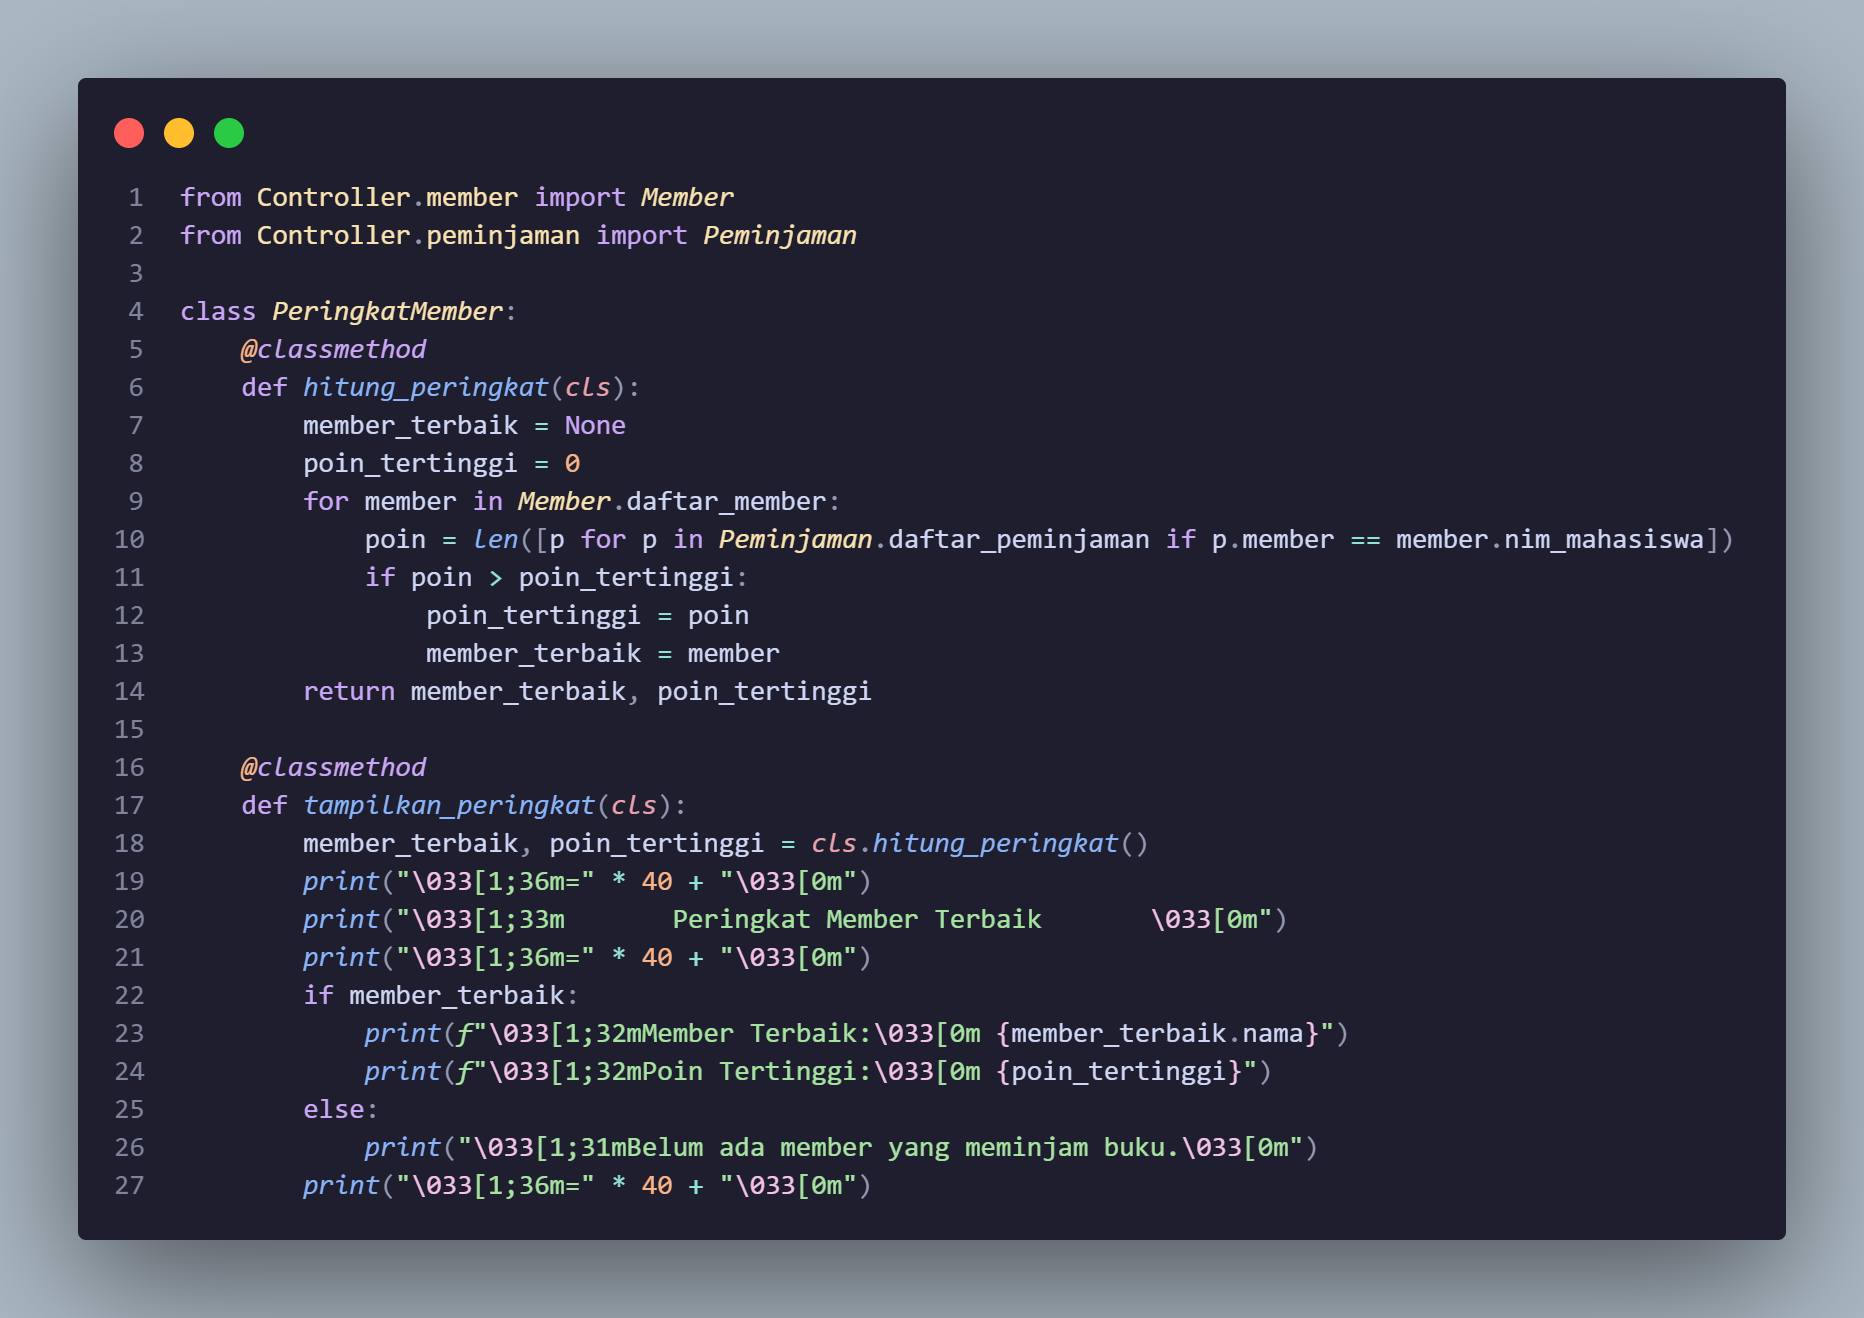 1 from Controller.member import Member
2 from Controller.peminjaman import Peminjaman
3
4 class PeringkatMember:
5     @classmethod
6     def hitung_peringkat(cls):
7         member_terbaik = None
8         poin_tertinggi = 0
9         for member in Member.daftar_member:
10             poin = len([p for p in Peminjaman.daftar_peminjaman if p.member == member.nim_mahasiswa])
11             if poin > poin_tertinggi:
12                 poin_tertinggi = poin
13                 member_terbaik = member
14         return member_terbaik, poin_tertinggi
15
16     @classmethod
17     def tampilkan_peringkat(cls):
18         member_terbaik, poin_tertinggi = cls.hitung_peringkat()
19         print("\033[1;36m=" * 40 + "\033[0m")
20         print("\033[1;33m       Peringkat Member Terbaik       \033[0m")
21         print("\033[1;36m=" * 40 + "\033[0m")
22         if member_terbaik:
23             print(f"\033[1;32mMember Terbaik:\033[0m {member_terbaik.nama}")
24             print(f"\033[1;32mPoin Tertinggi:\033[0m {poin_tertinggi}")
25         else:
26             print("\033[1;31mBelum ada member yang meminjam buku.\033[0m")
27         print("\033[1;36m=" * 40 + "\033[0m")